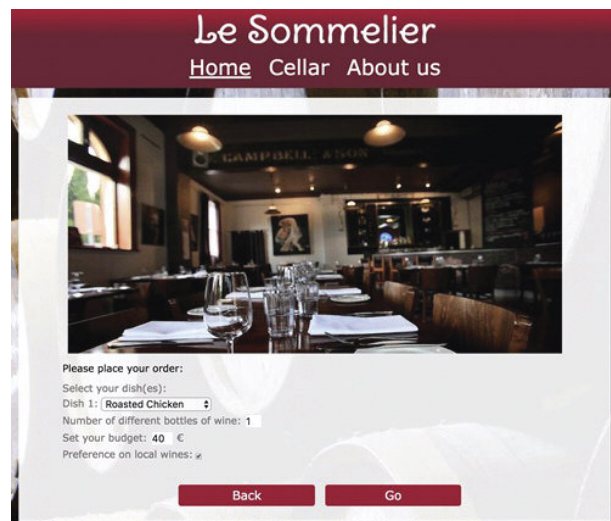 Le Sommelier
Home Cellar About us
CAMPBELL & SON
Please place your order:
Select your dish(es):
Dish 1: Roasted Chicken
Number of different bottles of wine: 1
Set your budget: 40 €
Preference on local wines:
Back Go